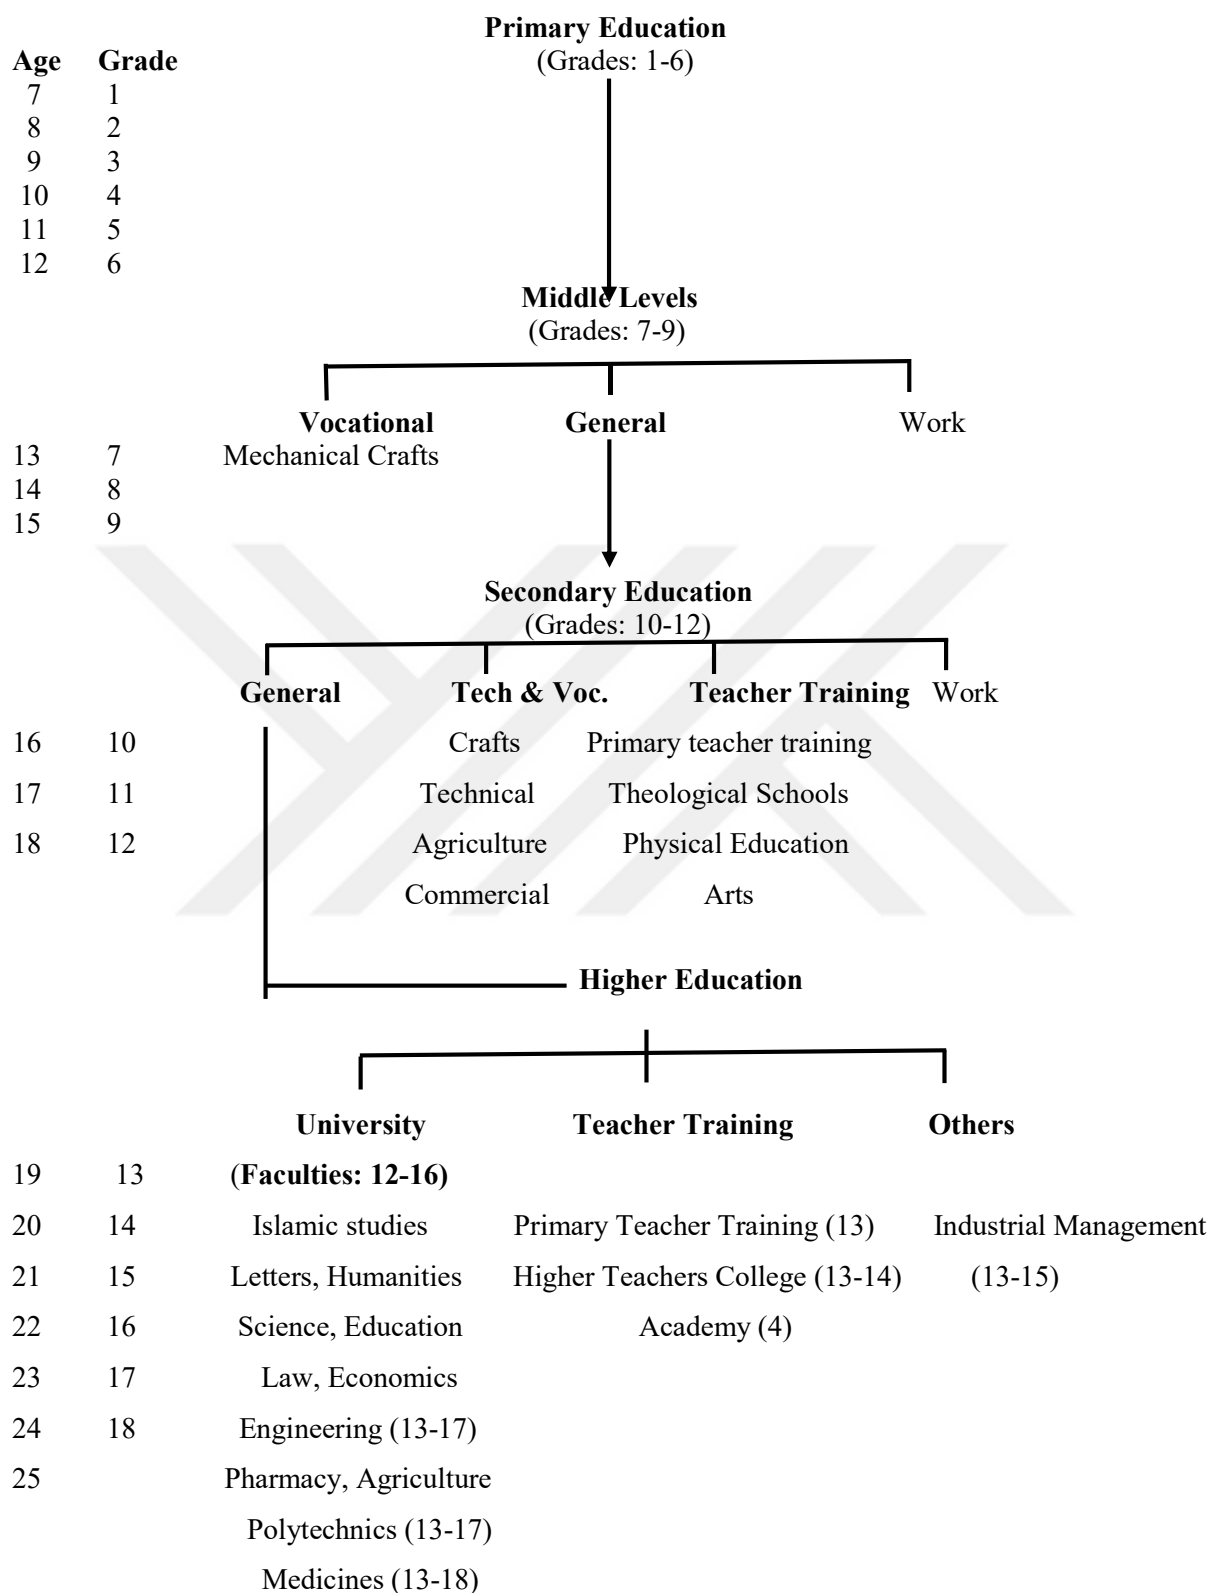 Primary Education
Age Grade (Grades: 1-6)
7 1
8 2
9 3
10 4
11 5
12 6
Middle Levels
(Grades: 7-9)
Vocational General Work
13 7 Mechanical Crafts
14 8
15 9
Secondary Education
(Grades: 10-12)
General Tech & Voc. Teacher Training Work
16 10 Crafts Primary teacher training
17 11 Technical Theological Schools
18 12 Agriculture Physical Education
Commercial Arts
Higher Education
University Teacher Training Others
19 13 (Faculties: 12-16)
20 14 Islamic studies Primary Teacher Training (13) Industrial Management
21 15 Letters, Humanities Higher Teachers College (13-14) (13-15)
22 16 Science, Education Academy (4)
23 17 Law, Economics
24 18 Engineering (13-17)
25 Pharmacy, Agriculture
Polytechnics (13-17)
Medicines (13-18)